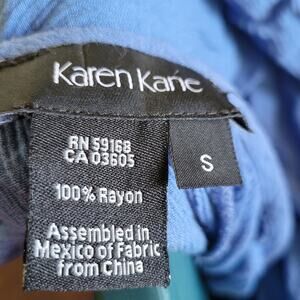 Karen Kane
RN 59168
CA 03605
S
100% Rayon
Assembled in
Mexico of Fabric
from China